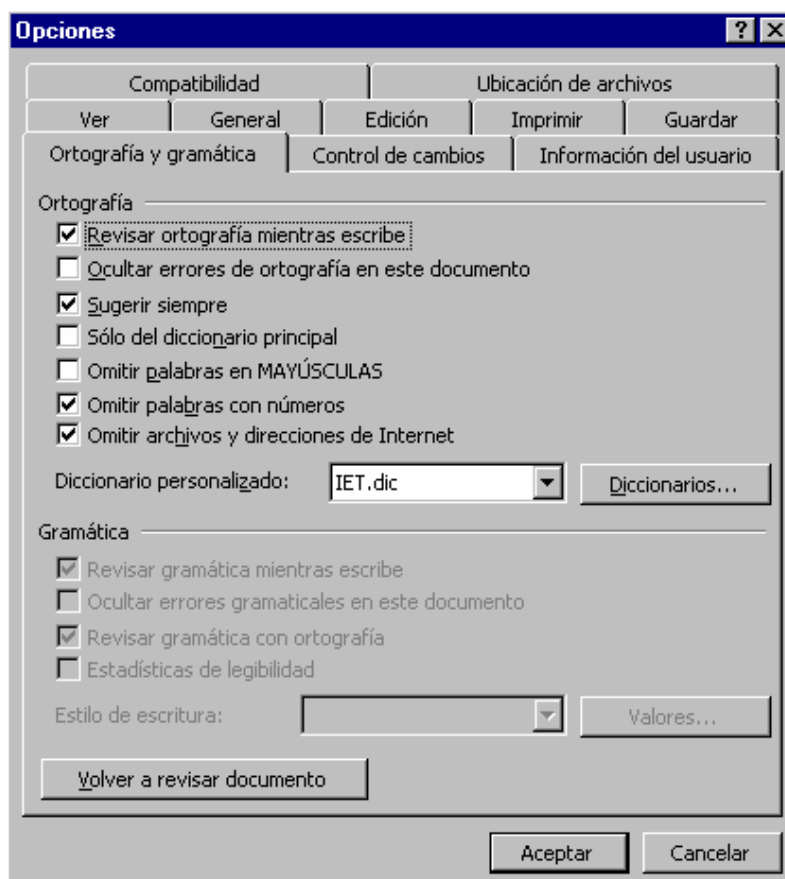 Opciones
Compatibilidad Ubicación de archivos
Ver General Edición Imprimir Guardar
Ortografía y gramática Control de cambios Información del usuario
Ortografía
Revisar ortografía mientras escribe
Ocultar errores de ortografía en este documento
Sugerir siempre
Sólo del diccionario principal
Omitir palabras en MAYÚSCULAS
Omitir palabras con números
Omitir archivos y direcciones de Internet
Diccionario personalizado: IET.dic Diccionarios...
Gramática
Revisar gramática mientras escribe
Ocultar errores gramaticales en este documento
Revisar gramática con ortografía
Estadísticas de legibilidad
Estilo de escritura: Valores...
Volver a revisar documento
Aceptar Cancelar